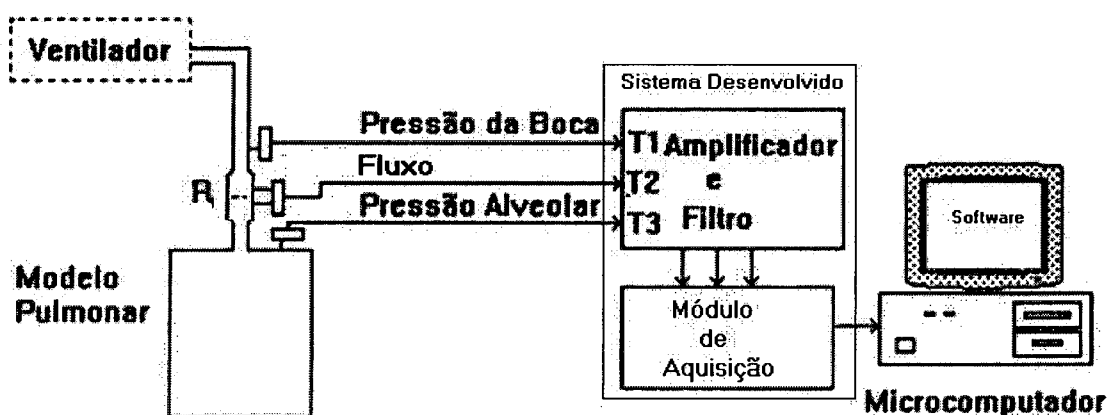 Ventilador
Sistema Desenvolvido
Pressão da Boca
T1 Amplificador
Fluxo
T2 e
R
Pressão Alveolar
T3 Filtro
Software
Modelo
Pulmonar
Módulo
de
Aquisição
Microcomputador